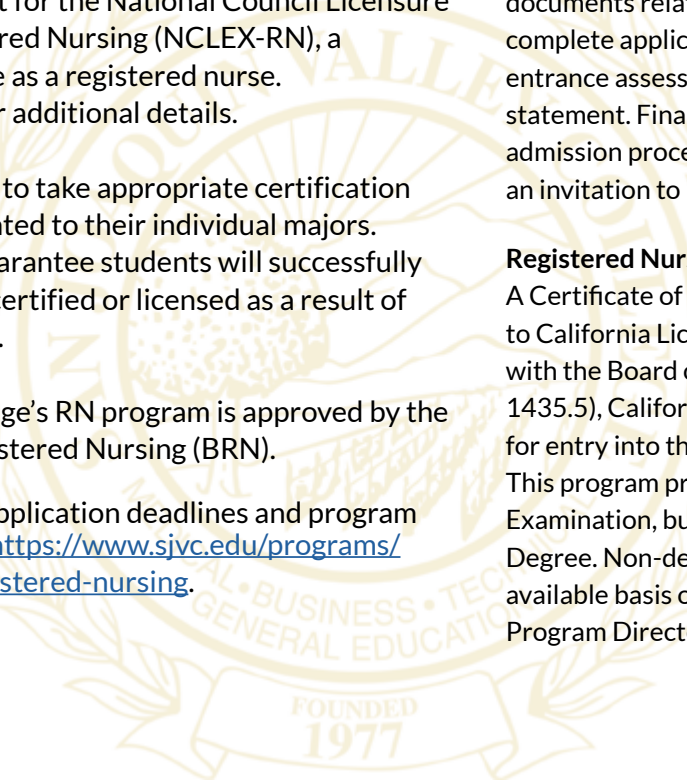 t for the National Council Licensure
red Nursing (NCLEX-RN), a
e as a registered nurse.
r additional details.
to take appropriate certification
ted to their individual majors.
arantee students will successfully
ertified or licensed as a result of
.
ge’s RN program is approved by the
stered Nursing (BRN).
pplication deadlines and program
https://www.sjvc.edu/programs/
stered-nursing.
documents rela
complete applic
entrance assess
statement. Fina
admission proce
an invitation to
Registered Nur
A Certificate of
to California Lic
with the Board o
1435.5), Califor
for entry into th
This program pr
Examination, bu
Degree. Non-de
available basis o
Program Directo
VALLEY
BUSINESS • TEC
GENERAL EDUCATIO
FOUNDED
1977